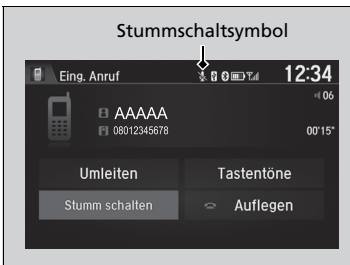 Stummschaltsymbol
Eing. Anruf 12:34
06
AAAAA
08012345678 00'15"
Umleiten Tastentöne
Stumm schalten Auflegen